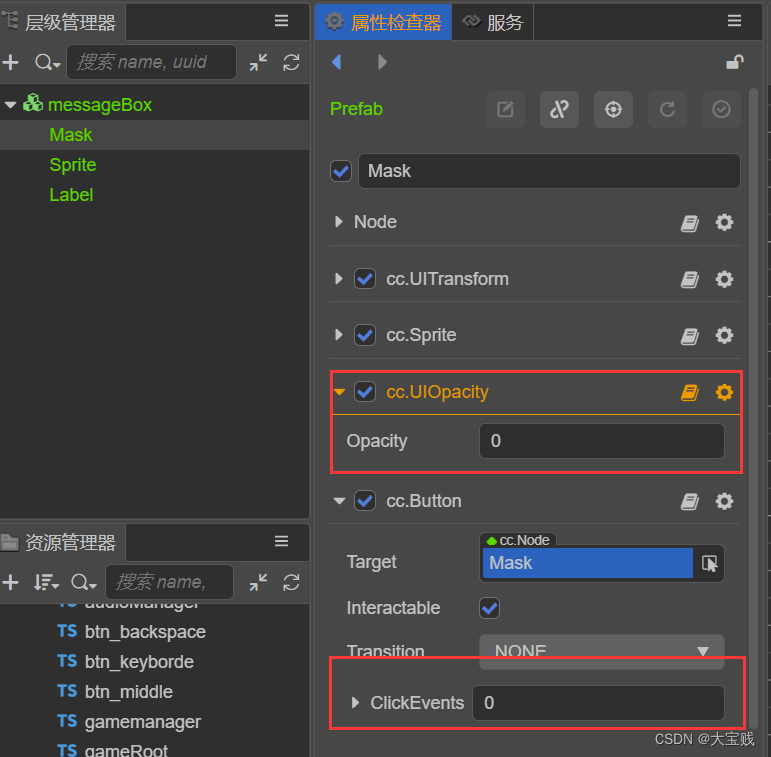 层级管理器
搜索 name, uuid
messageBox
Mask
Sprite
Label
资源管理器
搜索 name,
audioManager
TS btn_backspace
TS btn_keyborde
TS btn_middle
TS gamemanager
TS gameRoot
属性检查器
服务
Prefab
Mask
Node
cc.UITransform
cc.Sprite
cc.UIOpacity
Opacity 0
cc.Button
cc.Node
Target Mask
Interactable
Transition NONE
ClickEvents 0
CSDN @大宝贱